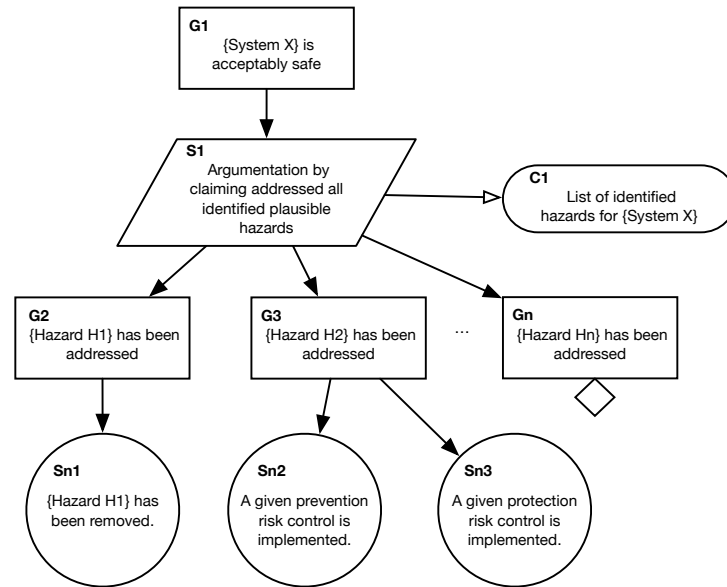 G1
{System X} is
acceptably safe
S1
Argumentation by
claiming addressed all
identified plausible
hazards
C1
List of identified
hazards for {System X}
G2
{Hazard H1} has been
addressed
G3
{Hazard H2} has been
addressed
...
Gn
{Hazard Hn} has been
addressed
Sn1
{Hazard H1} has
been removed.
Sn2
A given prevention
risk control is
implemented.
Sn3
A given protection
risk control is
implemented.